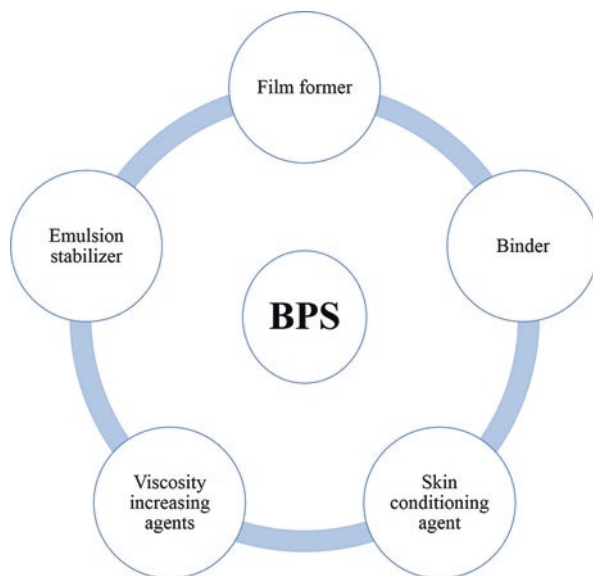 Film former
Emulsion
stabilizer
Binder
BPS
Viscosity
increasing
agents
Skin
conditioning
agent